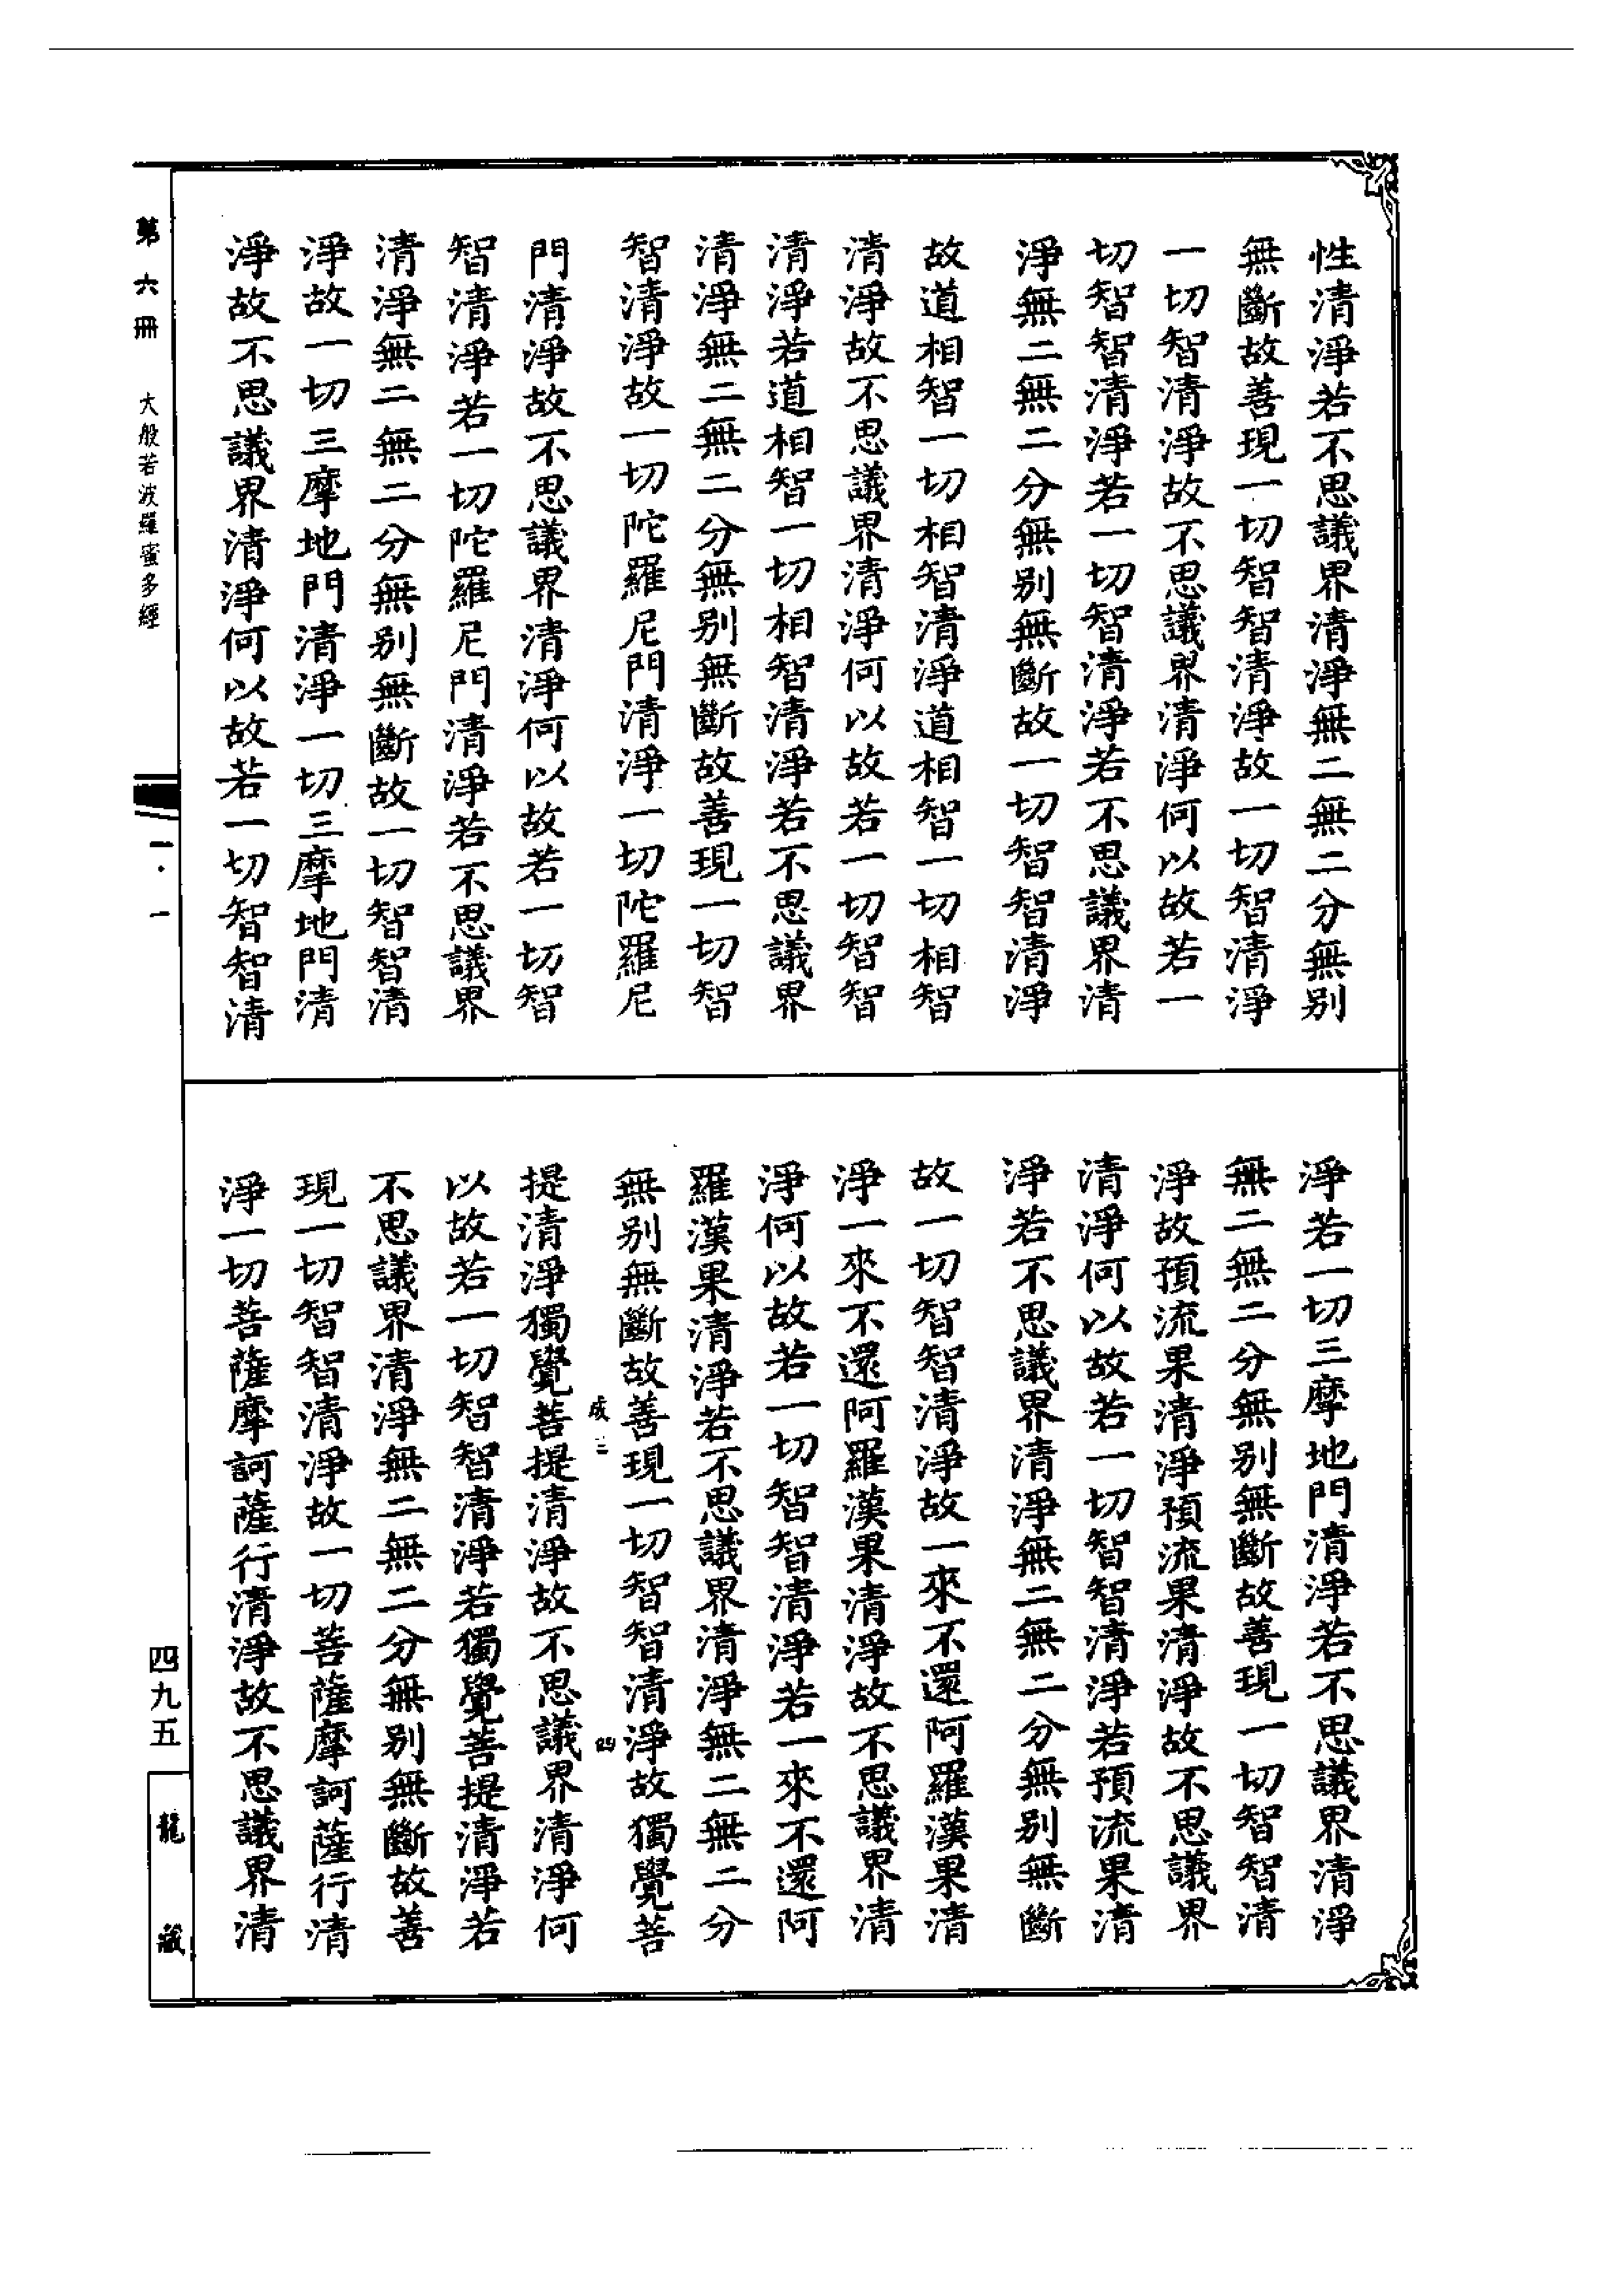 性清淨若不思議界清淨無二無二分無別
無斷故善現一切智智清淨故一切智清淨
一切智清淨故不思議界清淨何以故若一
切智智清淨若一切智清淨若不思議界清
淨無二無二分無別無斷故一切智智清淨
故道相智一切相智清淨道相智一切相智
清淨故不思議界清淨何以故若一切智智
清淨若道相智一切相智清淨若不思議界
清淨無二無二分無別無斷故善現一切智
智清淨故一切陀羅尼門清淨一切陀羅尼
門清淨故不思議界清淨何以故若一切智
智清淨若一切陀羅尼門清淨若不思議界
清淨無二無二分無別無斷故一切智智清
淨故一切三摩地門清淨一切三摩地門清
淨故不思議界清淨何以故若一切智智清
淨若一切三摩地門清淨若不思議界清淨
無二無二分無別無斷故善現一切智智清
淨故預流果清淨預流果清淨故不思議界
清淨何以故若一切智智清淨若預流果清
淨若不思議界清淨無二無二分無別無斷
故一切智智清淨故一來不還阿羅漢果清
淨一來不還阿羅漢果清淨故不思議界清
淨何以故若一切智智清淨若一來不還阿
羅漢果清淨若不思議界清淨無二無二分
無別無斷故善現一切智智清淨故獨覺菩
提清淨獨覺菩提清淨故不思議界清淨何
以故若一切智智清淨若獨覺菩提清淨若
不思議界清淨無二無二分無別無斷故善
現一切智智清淨故一切菩薩摩訶薩行清
淨一切菩薩摩訶薩行清淨故不思議界清
第六冊
大般若波羅蜜多經
四九五
龍藏
四